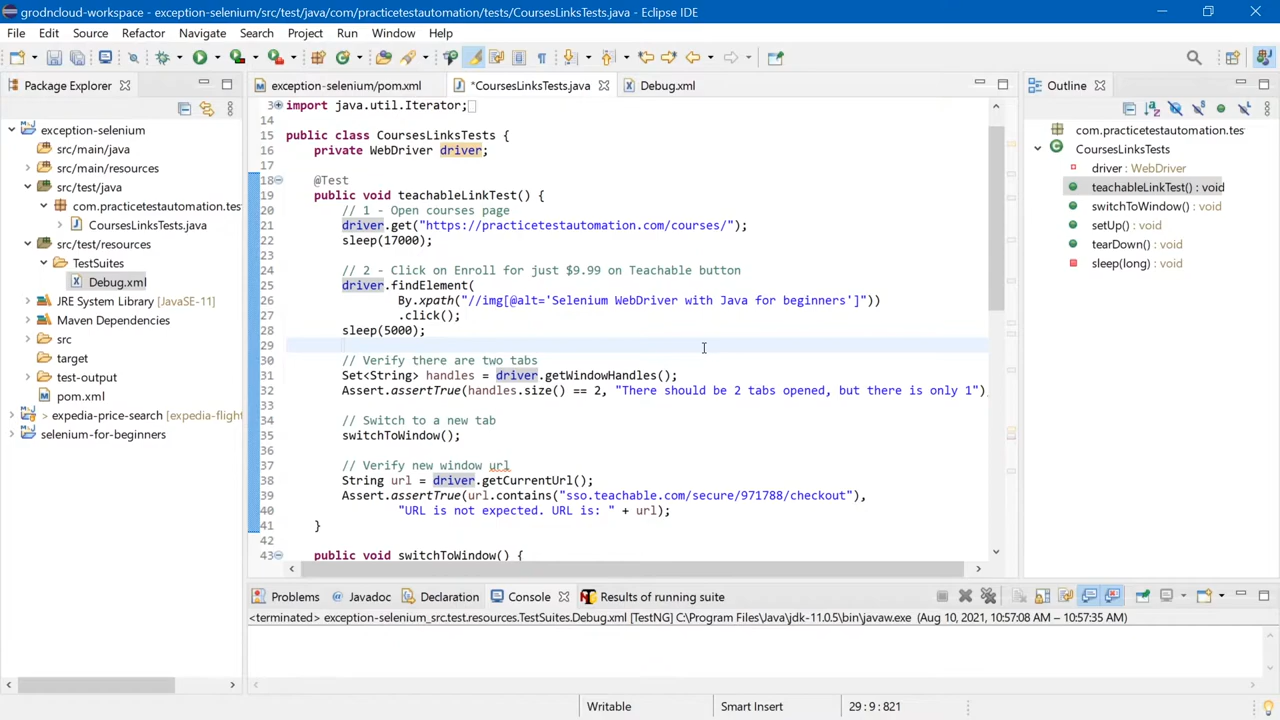 grodncloud-workspace - exception-selenium/src/test/java/com/practicetestautomation/tests/CoursesLinksTests.java - Eclipse IDE
File Edit Source Refactor Navigate Search Project Run Window Help
Package Explorer
exception-selenium
src/main/java
src/main/resources
src/test/java
com.practicetestautomation.tes
CoursesLinksTests.java
src/test/resources
TestSuites
Debug.xml
JRE System Library [JavaSE-11]
Maven Dependencies
src
target
test-output
pom.xml
> expedia-price-search [expedia-flight
selenium-for-beginners
exception-selenium/pom.xml *CoursesLinksTests.java Debug.xml
3 import java.util.Iterator;
14
15 public class CoursesLinksTests {
16 private WebDriver driver;
17
18 @Test
19 public void teachableLinkTest() {
20 // 1 - Open courses page
21 driver.get("https://practicetestautomation.com/courses/");
22 sleep(17000);
23
24 // 2 - Click on Enroll for just $9.99 on Teachable button
25 driver.findElement(
26 By.xpath("//img[@alt='Selenium WebDriver with Java for beginners']"))
27 .click();
28 sleep(5000);
29
30 // Verify there are two tabs
31 Set<String> handles = driver.getWindowHandles();
32 Assert.assertTrue(handles.size() == 2, "There should be 2 tabs opened, but there is only 1")
33
34 // Switch to a new tab
35 switchToWindow();
36
37 // Verify new window url
38 String url = driver.getCurrentUrl();
39 Assert.assertTrue(url.contains("sso.teachable.com/secure/971788/checkout"),
40 "URL is not expected. URL is: " + url);
41 }
42
43 public void switchToWindow() {
Outline
com.practicetestautomation.tests
CoursesLinksTests
driver : WebDriver
teachableLinkTest() : void
switchToWindow() : void
setUp() : void
tearDown() : void
sleep(long) : void
Problems Javadoc Declaration Console Results of running suite
<terminated> exception-selenium_src.test.resources.TestSuites.Debug.xml [TestNG] C:\Program Files\Java\jdk-11.0.5\bin\javaw.exe (Aug 10, 2021, 10:57:08 AM – 10:57:35 AM)
Writable Smart Insert 29 : 9 : 821